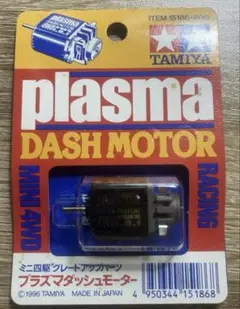 ITEM 15186・800
TAMIYA
plasma
DASH MOTOR
MINI 4WD
RACING
ミニ四駆グレードアップパーツ
プラズマダッシュモーター
©1996 TAMIYA MADE IN JAPAN
4 950344 151868